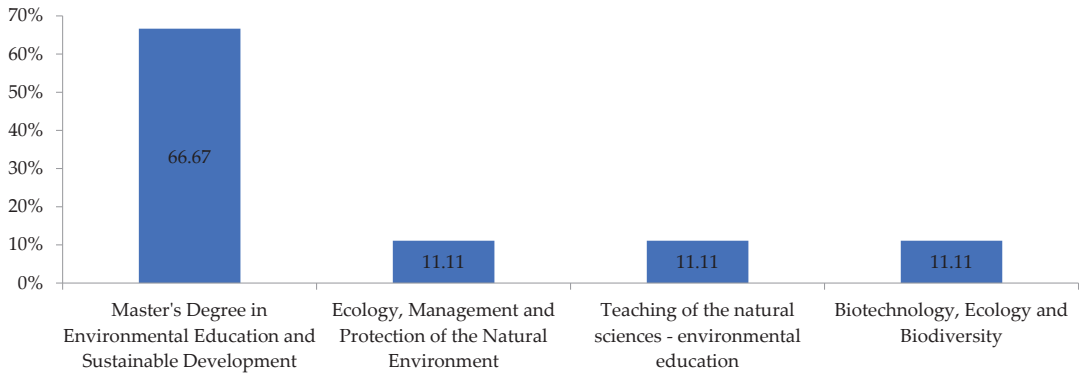 70%
60%
50%
40%
30%
20%
10%
0%
66.67
11.11
11.11
11.11
Master's Degree in
Environmental Education and
Sustainable Development
Ecology, Management and
Protection of the Natural
Environment
Teaching of the natural
sciences - environmental
education
Biotechnology, Ecology and
Biodiversity